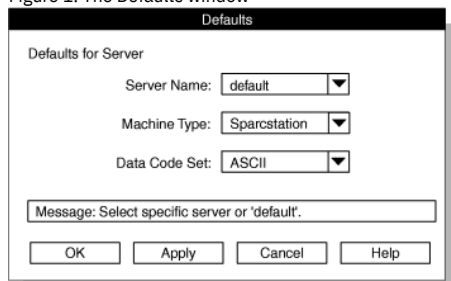 Figure 1. The Defaults window
Defaults
Defaults for Server
Server Name: default
Machine Type: Sparcstation
Data Code Set: ASCII
Message: Select specific server or 'default'.
OK Apply Cancel Help